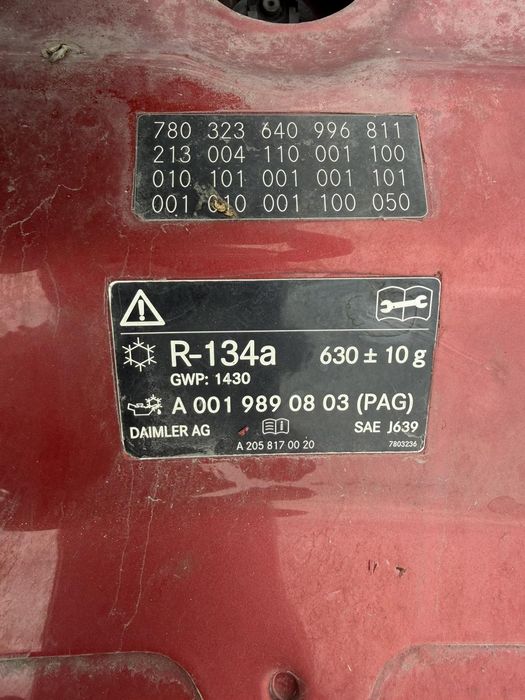 780 323 640 996 811
213 004 110 001 100
010 101 001 001 101
001 010 001 100 050
R-134a 630 ± 10 g
GWP: 1430
A 001 989 08 03 (PAG)
DAIMLER AG SAE J639
A 205 817 00 20 7803236